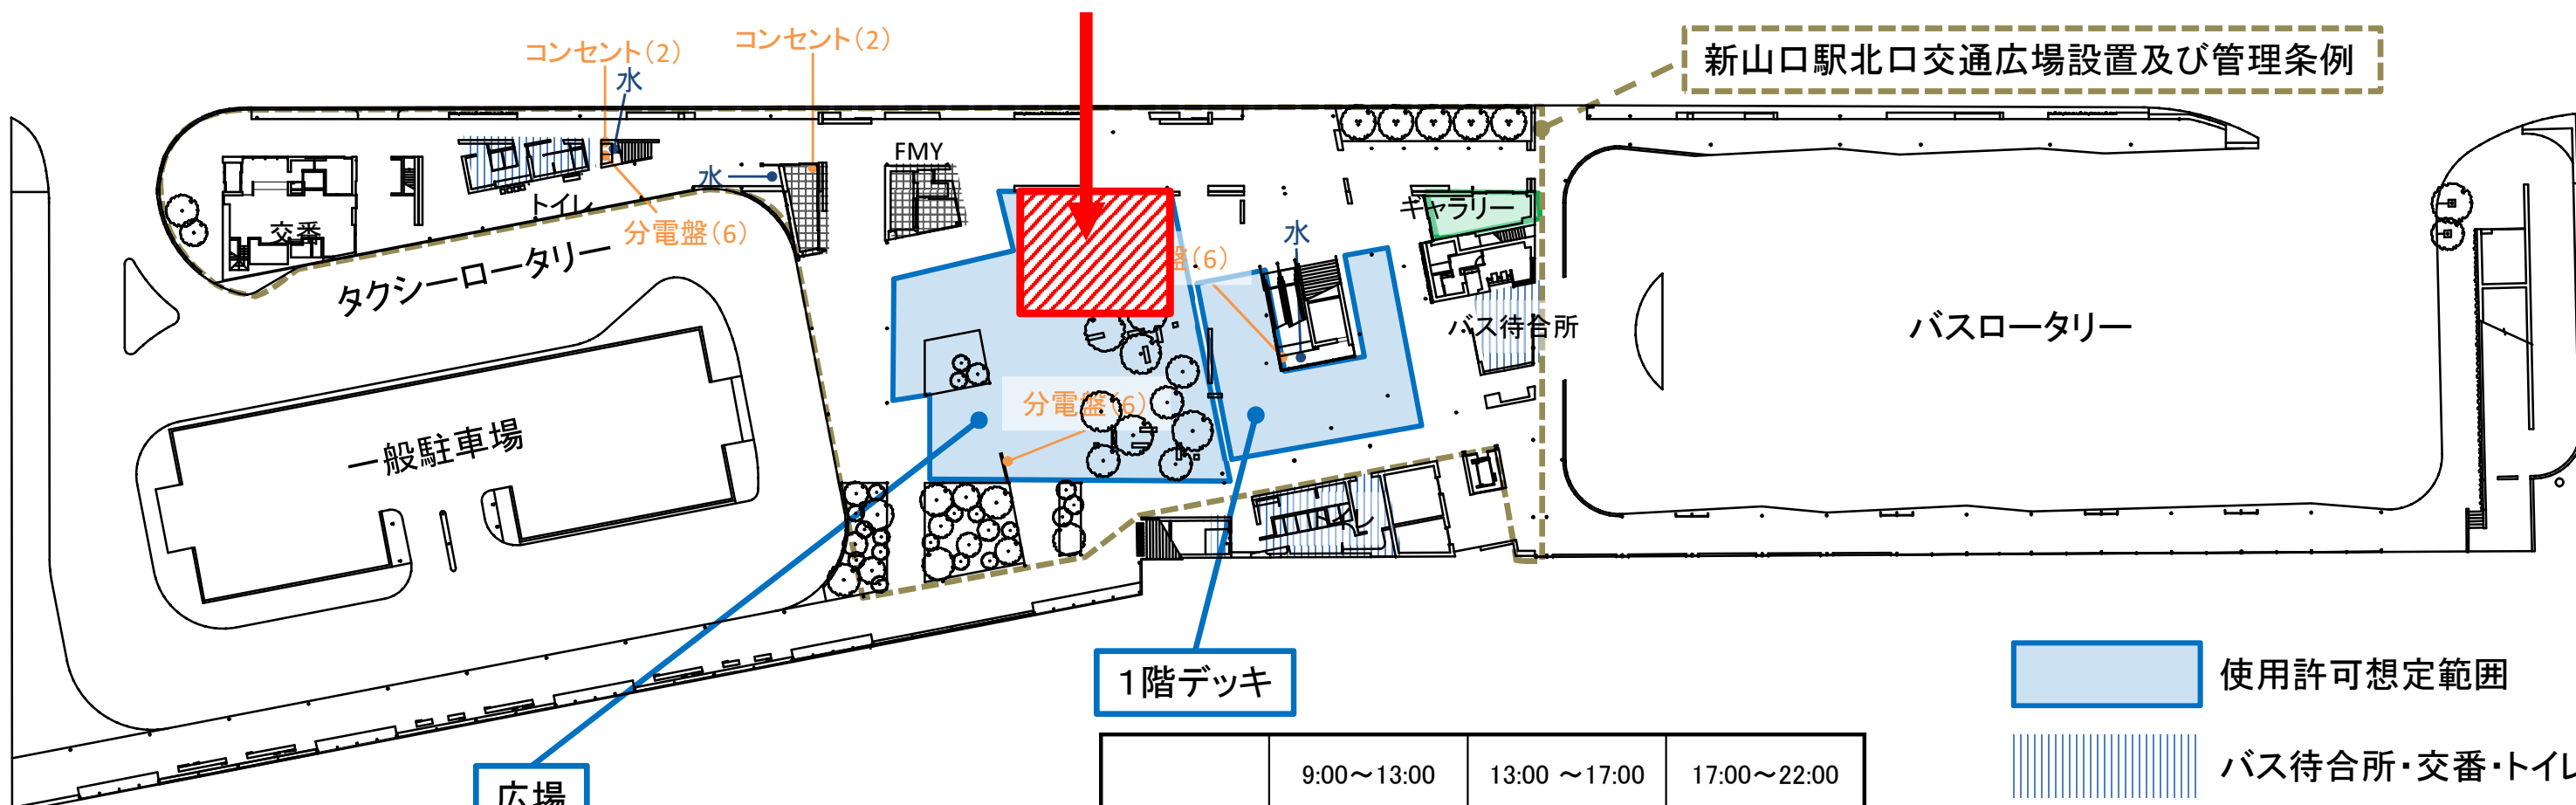 コンセント(2)
コンセント(2)
水
新山口駅北口交通広場設置及び管理条例
FMY
水
トイレ
交番
分電盤(6)
ギャラリー
水
盤(6)
タクシーロータリー
バス待合所
バスロータリー
分電盤(6)
一般駐車場
トイレ
1階デッキ
使用許可想定範囲
広場
9:00～13:00
13:00 ～17:00
17:00～22:00
バス待合所・交番・トイレ